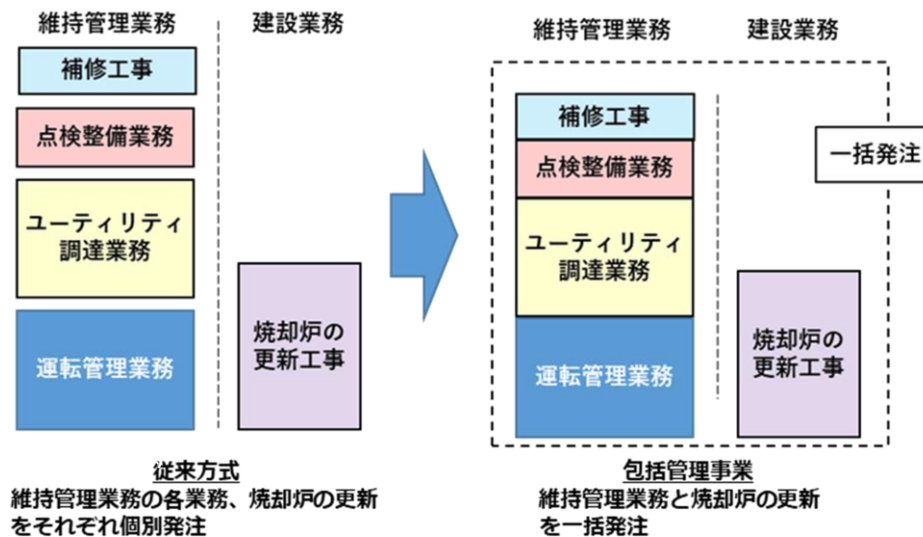 維持管理業務
建設業務
補修工事
点検整備業務
ユーティリティ
調達業務
運転管理業務
焼却炉の
更新工事
従来方式
維持管理業務の各業務、焼却炉の更新
をそれぞれ個別発注
維持管理業務
建設業務
一括発注
補修工事
点検整備業務
ユーティリティ
調達業務
運転管理業務
焼却炉の
更新工事
包括管理事業
維持管理業務と焼却炉の更新
を一括発注